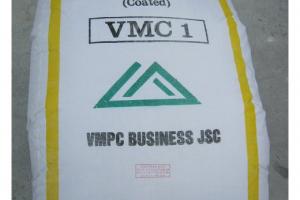 (Coated)
VMC 1
VMPC BUSINESS JSC